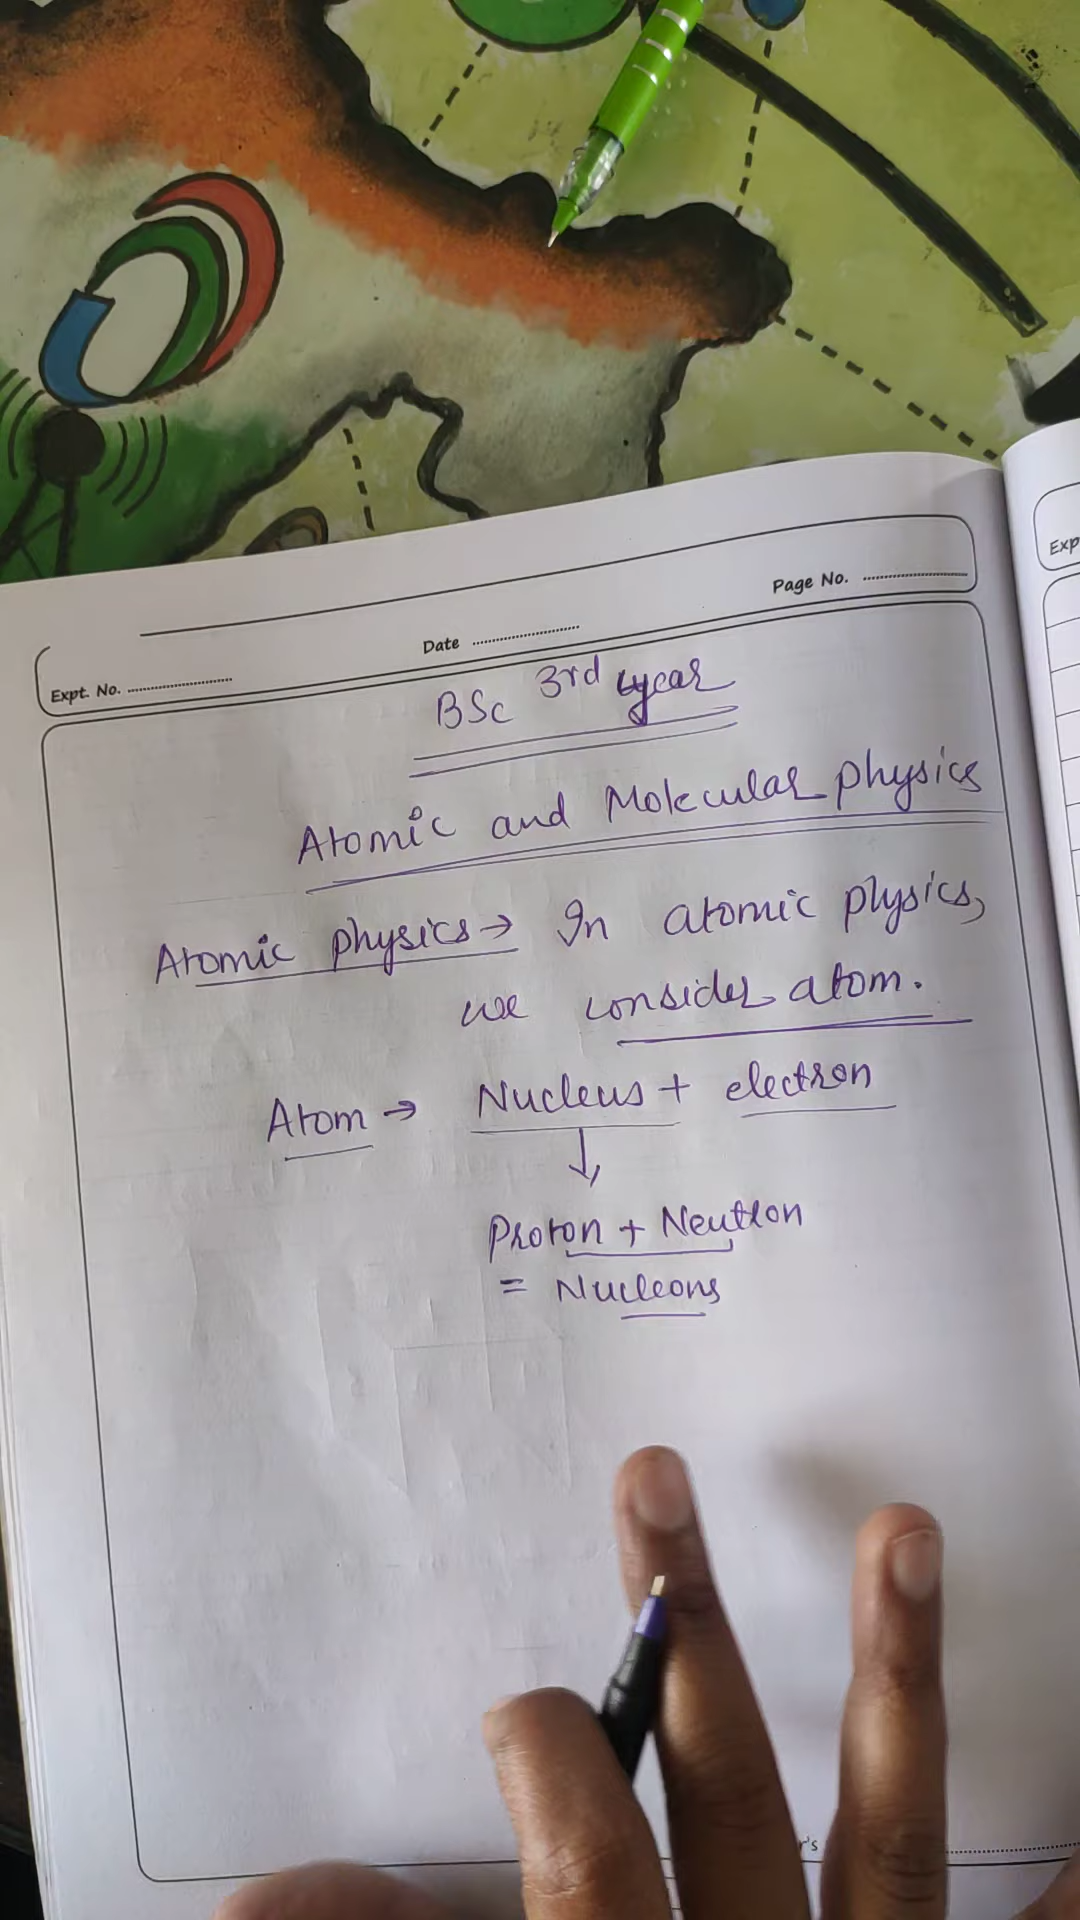 Page No.
Date
Expt. No.
BSc 3rd year
Atomic and Molecular physics
Atomic physics → In atomic physics,
we consider atom.
Atom → Nucleus + electron
↓
Proton + Neutron
= Nucleons
Exp
r's